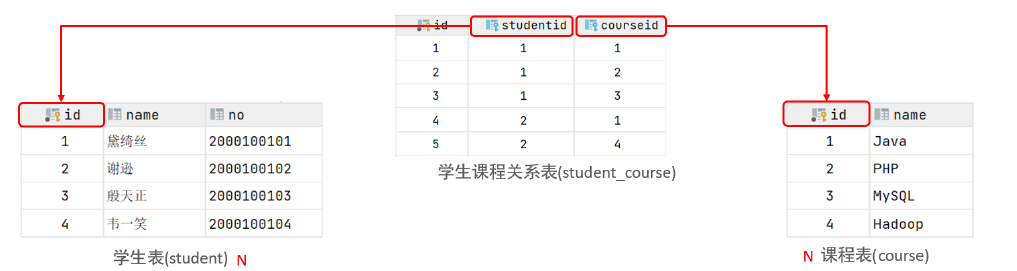 id studentid courseid
1 1 1
2 1 2
3 1 3
4 2 1
5 2 4
学生课程关系表(student_course)
id name no
1 黛绮丝 2000100101
2 谢逊 2000100102
3 殷天正 2000100103
4 韦一笑 2000100104
学生表(student) N
id name
1 Java
2 PHP
3 MySQL
4 Hadoop
N 课程表(course)